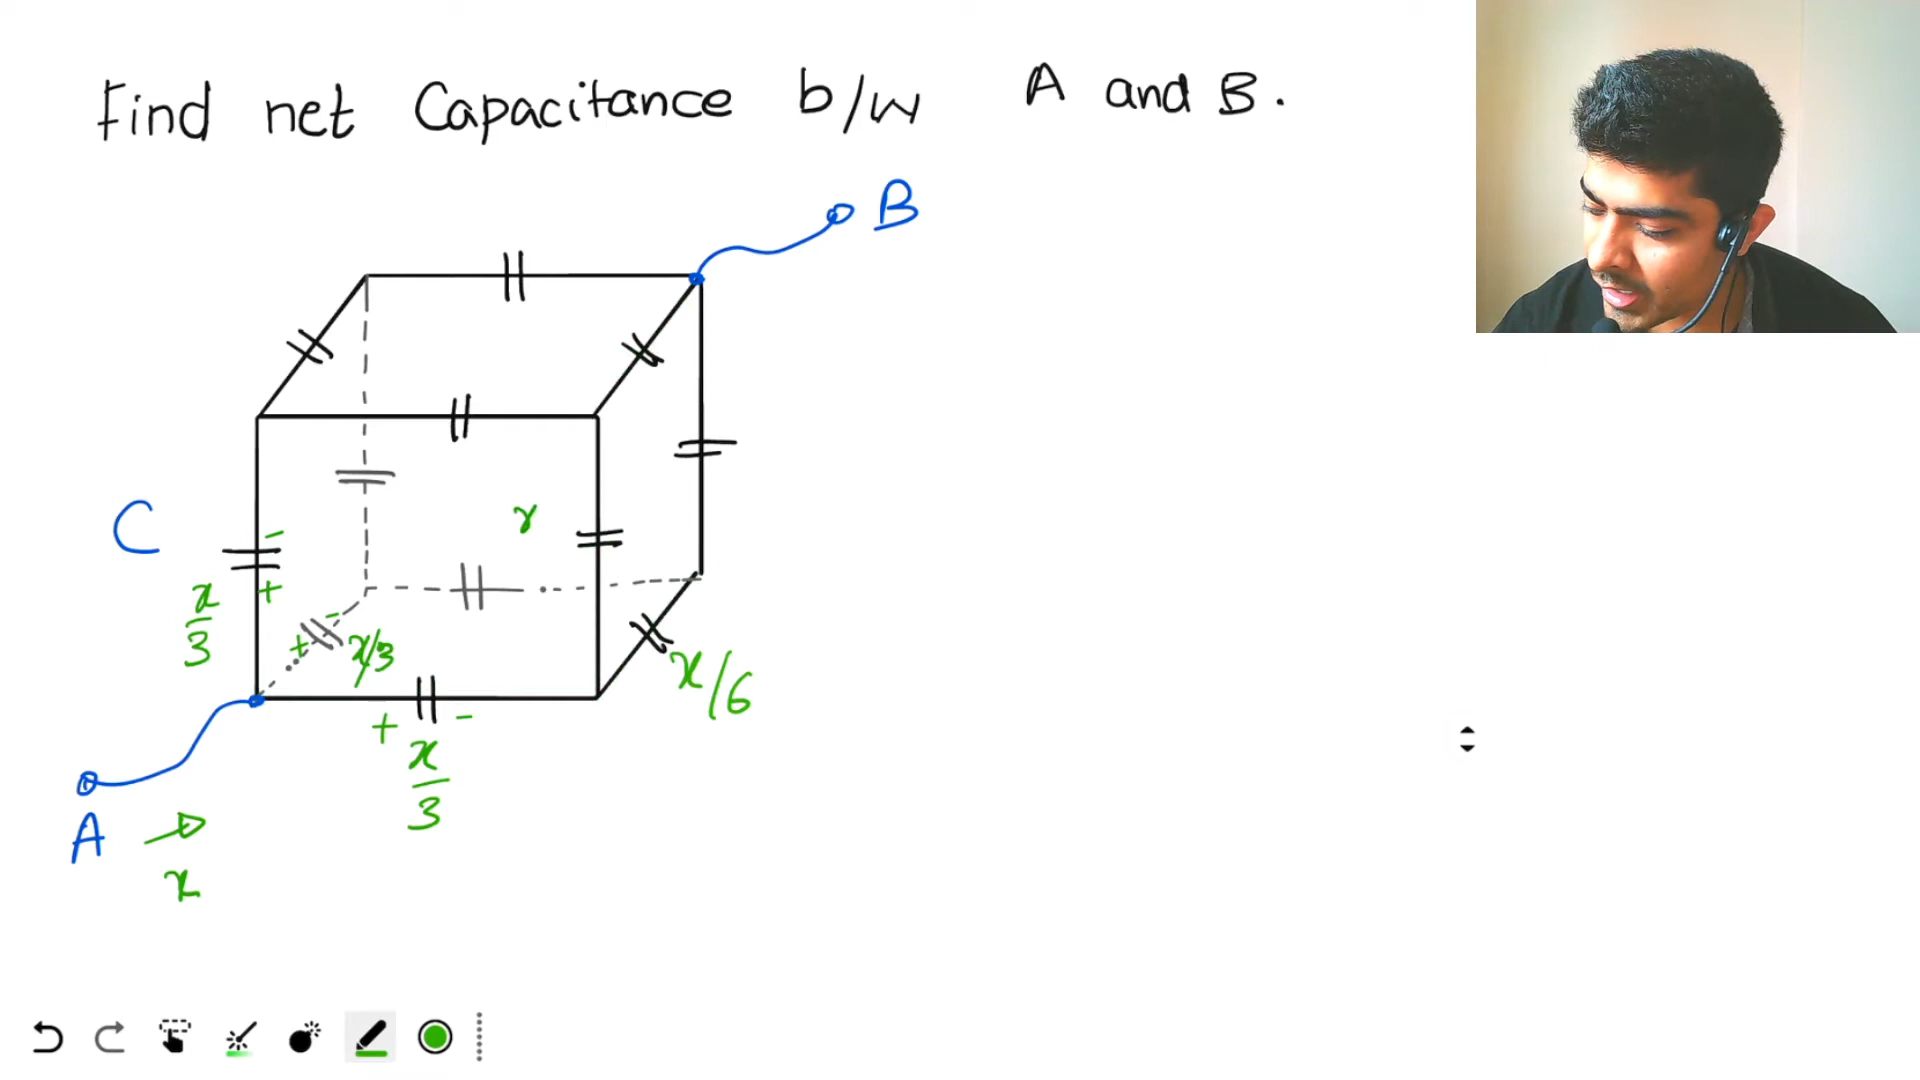 Find net Capacitance b/w A and B.
B
C
-
+
x/3
+ -
x/3
x
x/6
+ -
x/3
A
x